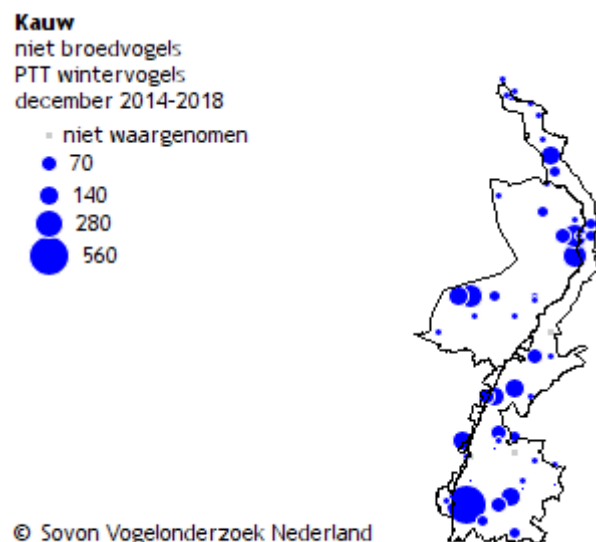 Kauw
niet broedvogels
PTT wintervogels
december 2014-2018
niet waargenomen
70
140
280
560
© Sovon Vogelonderzoek Nederland